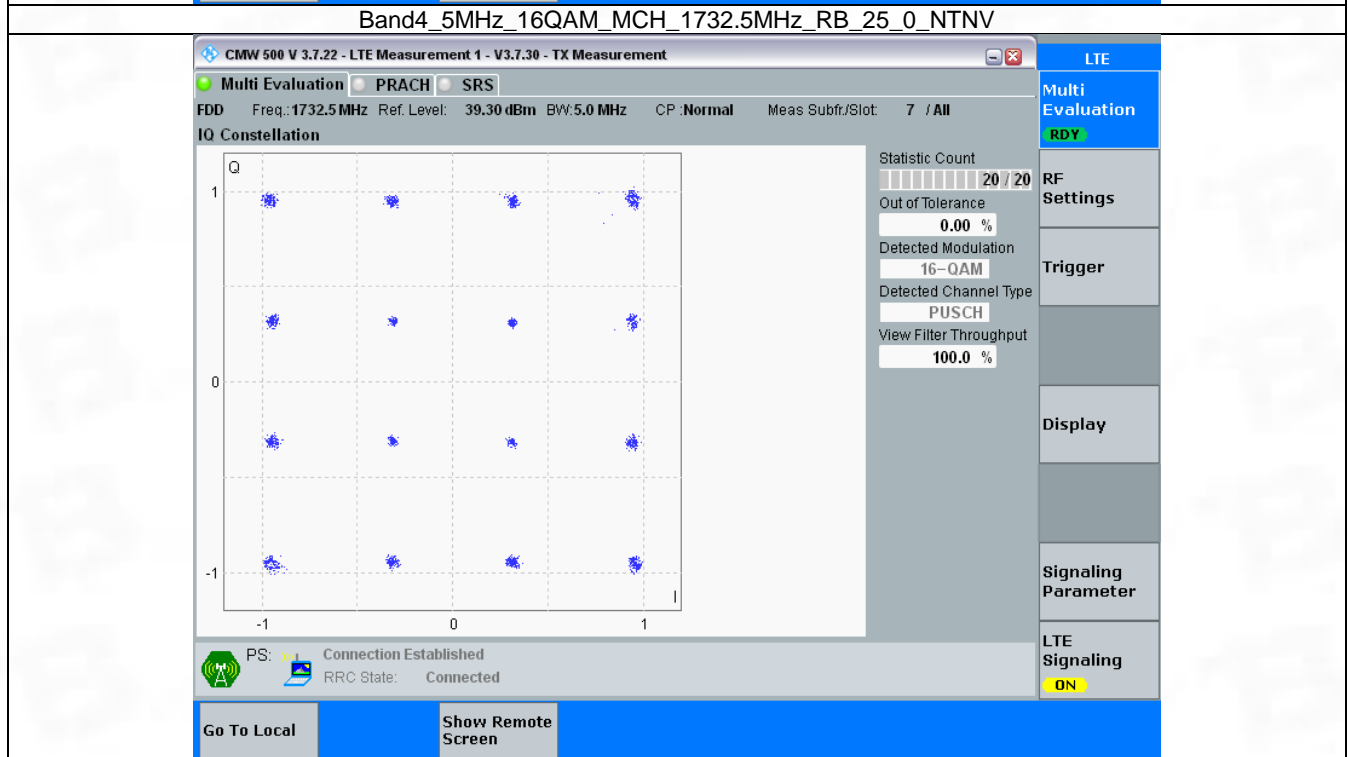 Band4_5MHz_16QAM_MCH_1732.5MHz_RB_25_0_NTNV
CMW 500 V 3.7.22 - LTE Measurement 1 - V3.7.30 - TX Measurement
LTE
Multi Evaluation PRACH SRS
FDD Freq.:1732.5 MHz Ref. Level: 39.30 dBm BW:5.0 MHz CP :Normal Meas Subfr./Slot: 7 / All
IQ Constellation
Q
1
0
-1
-1 0 1
I
Statistic Count
20 / 20
Out of Tolerance
0.00 %
Detected Modulation
16-QAM
Detected Channel Type
PUSCH
View Filter Throughput
100.0 %
Multi
Evaluation
RDY
RF
Settings
Trigger
Display
Signaling
Parameter
LTE
Signaling
ON
PS: Connection Established
RRC State: Connected
Go To Local
Show Remote
Screen